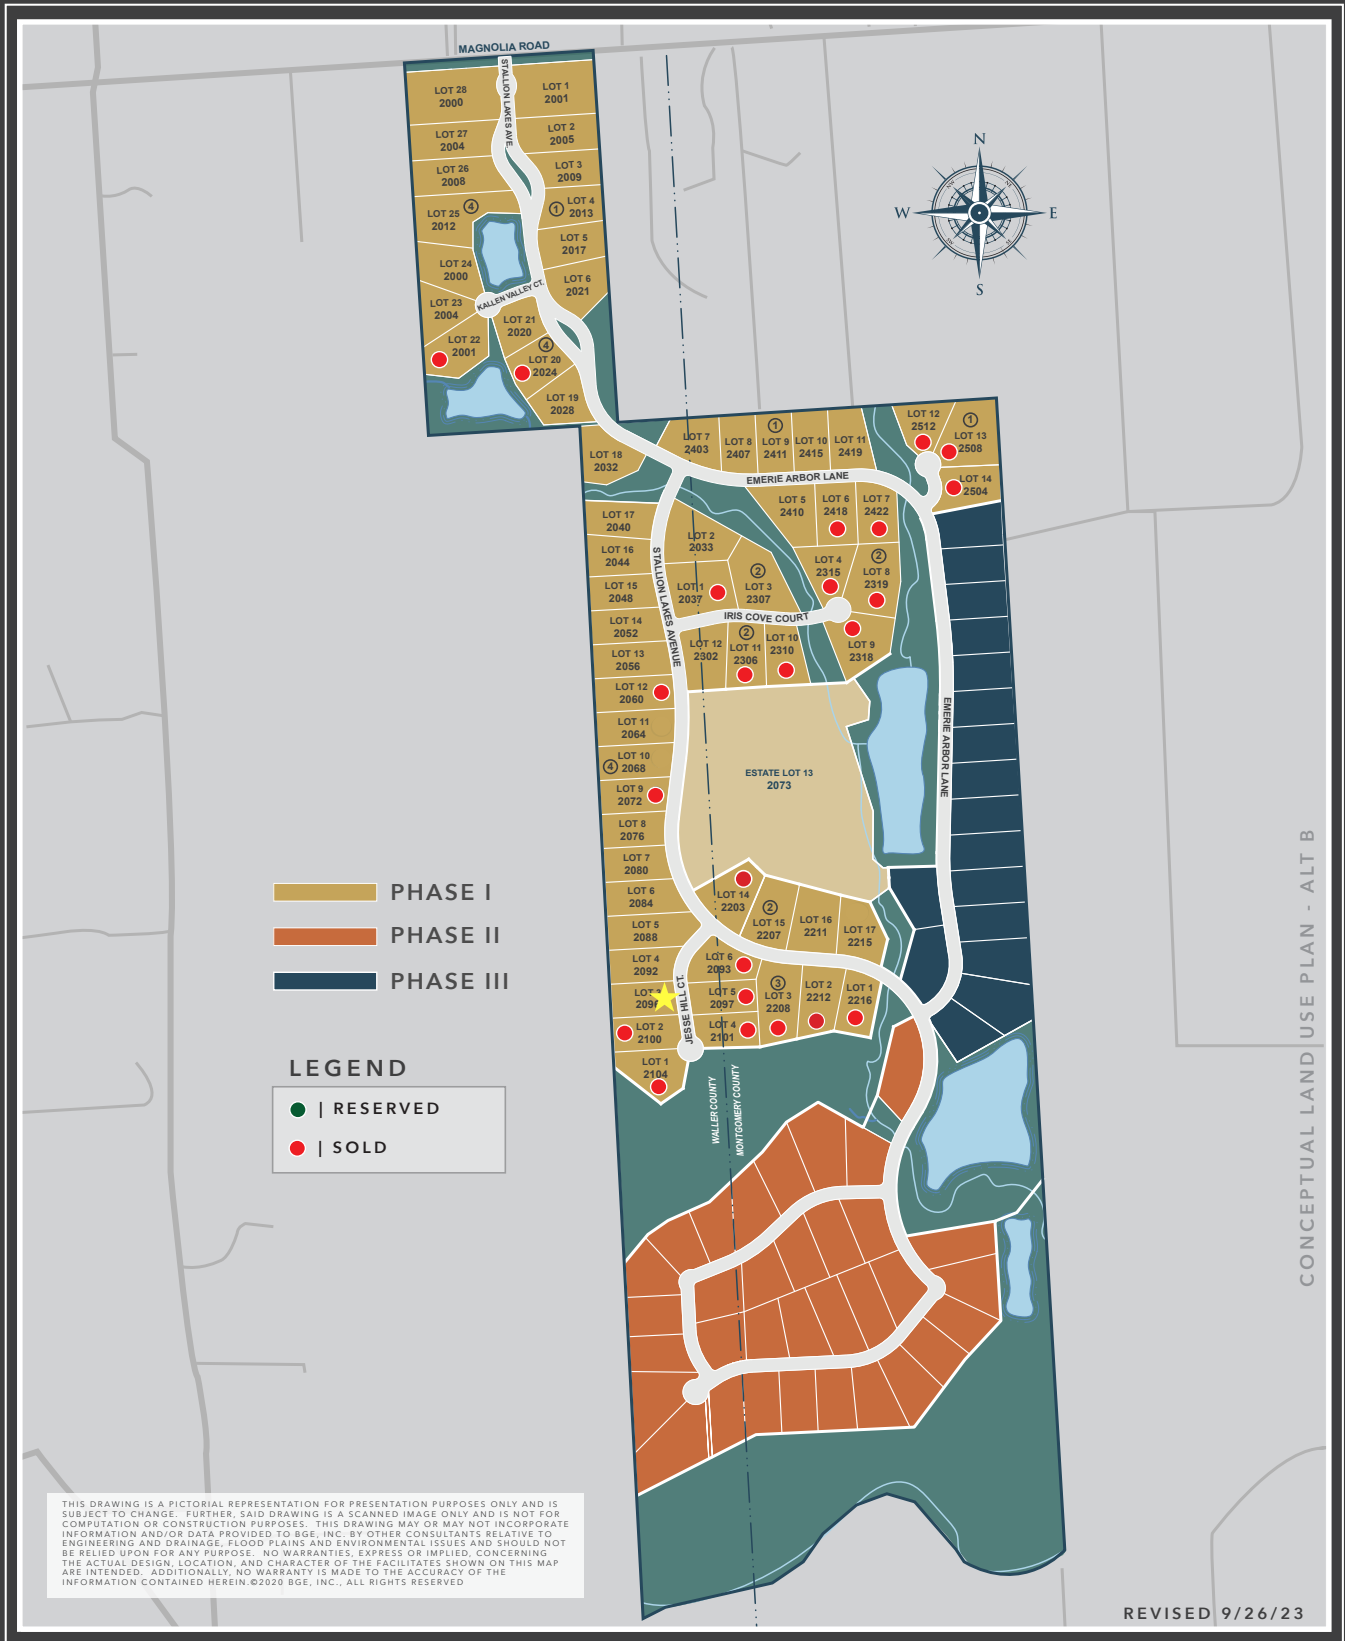 MAGNOLIA ROAD
STALLION LAKES AVE.
LOT 28
2000
LOT 1
2001
LOT 27
2004
LOT 2
2005
LOT 26
2008
LOT 3
2009
4
LOT 25
2012
1
LOT 4
2013
LOT 5
2017
LOT 24
2000
LOT 6
2021
KALLEN VALLEY CT.
LOT 23
2004
LOT 21
2020
LOT 22
2001
4
LOT 20
2024
LOT 19
2028
N
W
E
S
LOT 18
2032
LOT 7
2403
LOT 8
2407
1
LOT 9
2411
LOT 10
2415
LOT 11
2419
LOT 12
2512
1
LOT 13
2508
LOT 14
2504
EMERIE ARBOR LANE
LOT 5
2410
LOT 6
2418
LOT 7
2422
LOT 17
2040
LOT 2
2033
LOT 16
2044
STALLION LAKES AVENUE
2
LOT 3
2307
LOT 4
2315
2
LOT 8
2319
LOT 15
2048
LOT 1
2037
IRIS COVE COURT
LOT 14
2052
LOT 12
2302
2
LOT 11
2306
LOT 10
2310
LOT 9
2318
LOT 13
2056
LOT 12
2060
LOT 11
2064
EMERIE ARBOR LANE
4
LOT 10
2068
ESTATE LOT 13
2073
LOT 9
2072
LOT 8
2076
LOT 7
2080
LOT 6
2084
LOT 14
2203
2
LOT 15
2207
LOT 16
2211
LOT 17
2215
LOT 5
2088
LOT 4
2092
LOT 6
2093
JESSE HILL CT.
LOT 5
2097
3
LOT 3
2208
LOT 2
2212
LOT 1
2216
LOT 2
2100
LOT 4
2101
LOT 1
2104
WALLER COUNTY
MONTGOMERY COUNTY
PHASE I
PHASE II
PHASE III
LEGEND
| RESERVED
| SOLD
CONCEPTUAL LAND USE PLAN - ALT B
THIS DRAWING IS A PICTORIAL REPRESENTATION FOR PRESENTATION PURPOSES ONLY AND IS
SUBJECT TO CHANGE. FURTHER, SAID DRAWING IS A SCANNED IMAGE ONLY AND IS NOT FOR
COMPUTATION OR CONSTRUCTION PURPOSES. THIS DRAWING MAY OR MAY NOT INCORPORATE
INFORMATION AND/OR DATA PROVIDED TO BGE, INC. BY OTHER CONSULTANTS RELATIVE TO
ENGINEERING AND DRAINAGE, FLOOD PLAINS AND ENVIRONMENTAL ISSUES AND SHOULD NOT
BE RELIED UPON FOR ANY PURPOSE. NO WARRANTIES, EXPRESS OR IMPLIED, CONCERNING
THE ACTUAL DESIGN, LOCATION, AND CHARACTER OF THE FACILITATES SHOWN ON THIS MAP
ARE INTENDED. ADDITIONALLY, NO WARRANTY IS MADE TO THE ACCURACY OF THE
INFORMATION CONTAINED HEREIN.©2020 BGE, INC., ALL RIGHTS RESERVED
REVISED 9/26/23